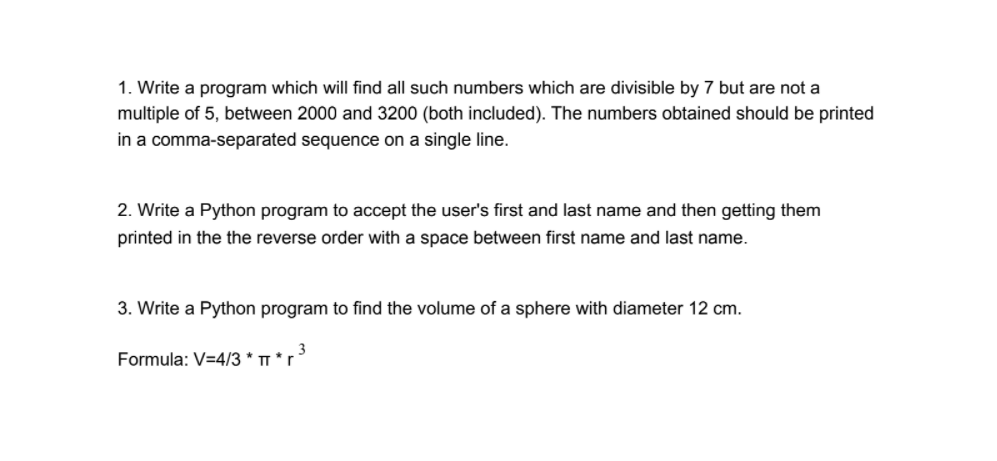 1. Write a program which will find all such numbers which are divisible by 7 but are not a
multiple of 5, between 2000 and 3200 (both included). The numbers obtained should be printed
in a comma-separated sequence on a single line.
2. Write a Python program to accept the user's first and last name and then getting them
printed in the the reverse order with a space between first name and last name.
3. Write a Python program to find the volume of a sphere with diameter 12 cm.
Formula: V=4/3 * π * r 3